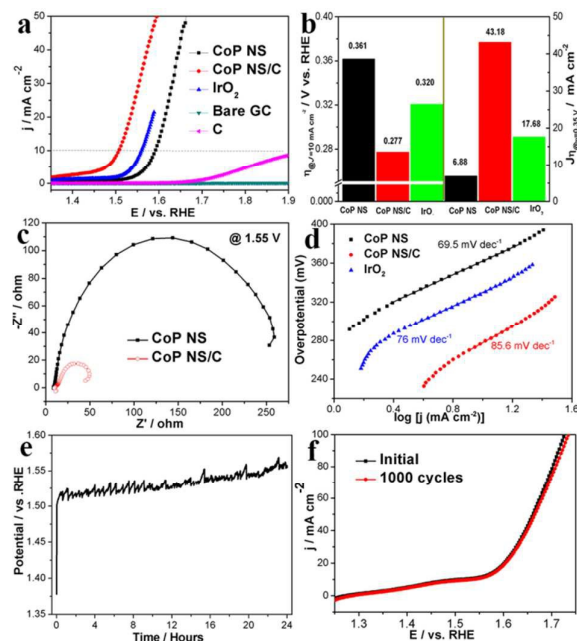 a
50
40
30
20
10
0
j / mA cm⁻²
CoP NS
CoP NS/C
IrO₂
Bare GC
C
1.4 1.5 1.6 1.7 1.8 1.9
E / vs. RHE
b
0.40
0.36
0.32
0.28
0.000
0.361
0.277
0.320
6.88
43.18
17.68
CoP NS CoP NS/C IrO CoP NS CoP NS/C IrO₂
50
40
30
20
10
0
c
-Z'' / ohm
120
100
80
60
40
20
0
@ 1.55 V
CoP NS
CoP NS/C
0 50 100 150 200 250 300
Z' / ohm
d
Overpotential (mV)
400
360
320
280
240
CoP NS
CoP NS/C
IrO₂
69.5 mV dec⁻¹
76 mV dec⁻¹
85.6 mV dec⁻¹
0.0 0.4 0.8 1.2 1.6
log [j (mA cm⁻²)]
e
Potential / vs .RHE
1.60
1.55
1.50
1.45
1.40
1.35
0 4 8 12 16 20 24
Time / Hours
f
j / mA cm-2
100
80
60
40
20
0
Initial
1000 cycles
1.3 1.4 1.5 1.6 1.7
E / vs. RHE